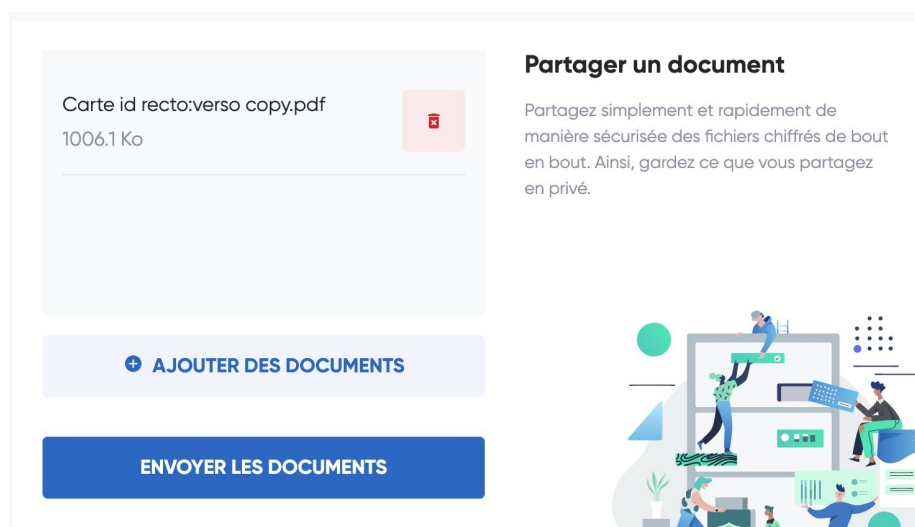 Carte id recto:verso copy.pdf
1006.1 Ko
AJOUTER DES DOCUMENTS
ENVOYER LES DOCUMENTS
Partager un document
Partagez simplement et rapidement de
manière sécurisée des fichiers chiffrés de bout
en bout. Ainsi, gardez ce que vous partagez
en privé.